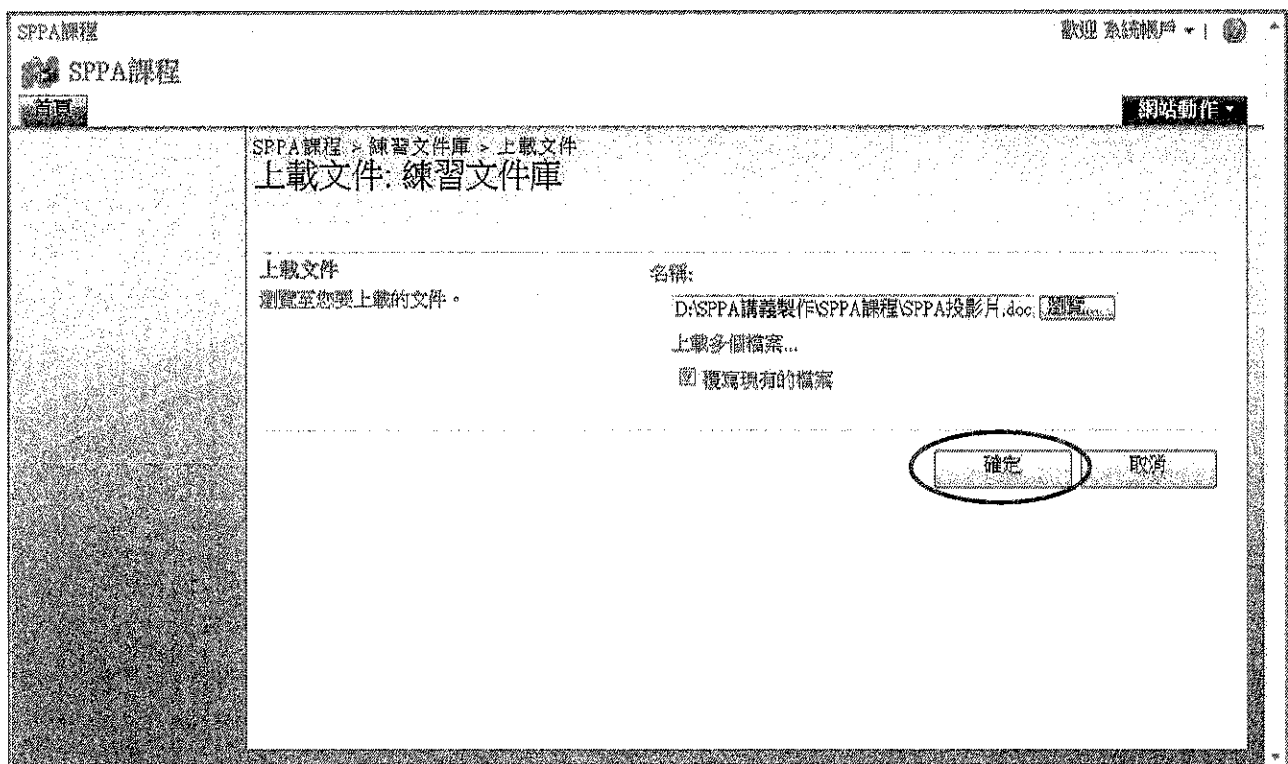 SPPA課程
歡迎 系統帳戶
SPPA課程
首頁
網站動作
SPPA課程 > 練習文件庫 > 上載文件
上載文件: 練習文件庫
上載文件
瀏覽至您要上載的文件。
名稱:
D:\SPPA講義製作\SPPA課程\SPPA投影片.doc 瀏覽...
上載多個檔案...
覆寫現有的檔案
確定 取消